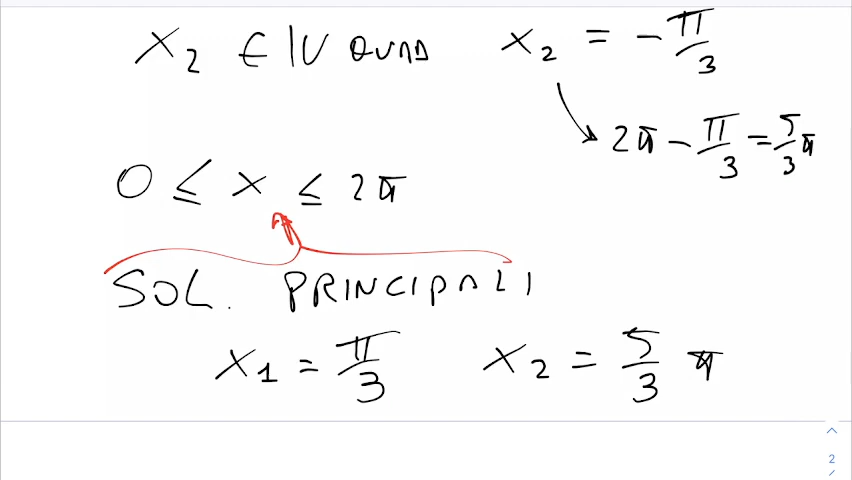 x₂ ∈ IV QUAD x₂ = -π/3
2π - π/3 = 5/3 π
0 ≤ x ≤ 2π
SOL. PRINCIPALI
x₁ = π/3 x₂ = 5/3 π
2